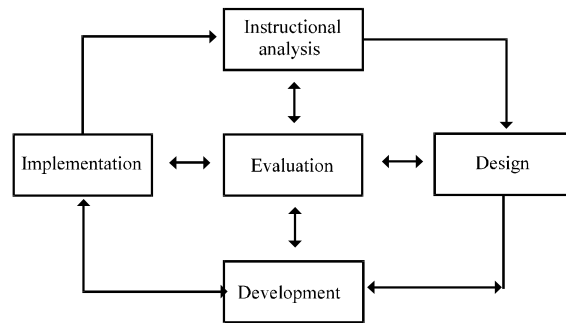 Instructional
analysis
Implementation
Evaluation
Design
Development